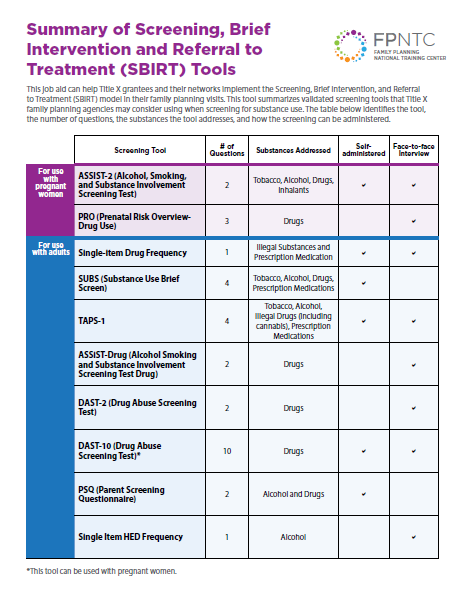 Summary of Screening, Brief
Intervention and Referral to
Treatment (SBIRT) Tools
FPNTC
FAMILY PLANNING
NATIONAL TRAINING CENTER
This job aid can help Title X grantees and their networks implement the Screening, Brief Intervention, and Referral
to Treatment (SBIRT) model in their family planning visits. This tool summarizes validated screening tools that Title X
family planning agencies may consider using when screening for substance use. The table below identifies the tool,
the number of questions, the substances the tool addresses, and how the screening can be administered.
Screening Tool
# of
Questions
Substances Addressed
Self-
administered
Face-to-face
Interview
For use
with
pregnant
women
ASSIST-2 (Alcohol, Smoking,
and Substance Involvement
Screening Test)
2
Tobacco, Alcohol, Drugs,
Inhalants
✓
✓
PRO (Prenatal Risk Overview-
Drug Use)
3
Drugs
✓
For use
with adults
Single-item Drug Frequency
1
Illegal Substances and
Prescription Medication
✓
✓
SUBS (Substance Use Brief
Screen)
4
Tobacco, Alcohol, Drugs,
Prescription Medications
✓
TAPS-1
4
Tobacco, Alcohol,
Illegal Drugs (including
cannabis), Prescription
Medications
✓
✓
ASSIST-Drug (Alcohol Smoking
and Substance Involvement
Screening Test Drug)
2
Drugs
✓
DAST-2 (Drug Abuse Screening
Test)
2
Drugs
✓
DAST-10 (Drug Abuse
Screening Test)*
10
Drugs
✓
✓
PSQ (Parent Screening
Questionnaire)
2
Alcohol and Drugs
✓
Single Item HED Frequency
1
Alcohol
✓
*This tool can be used with pregnant women.